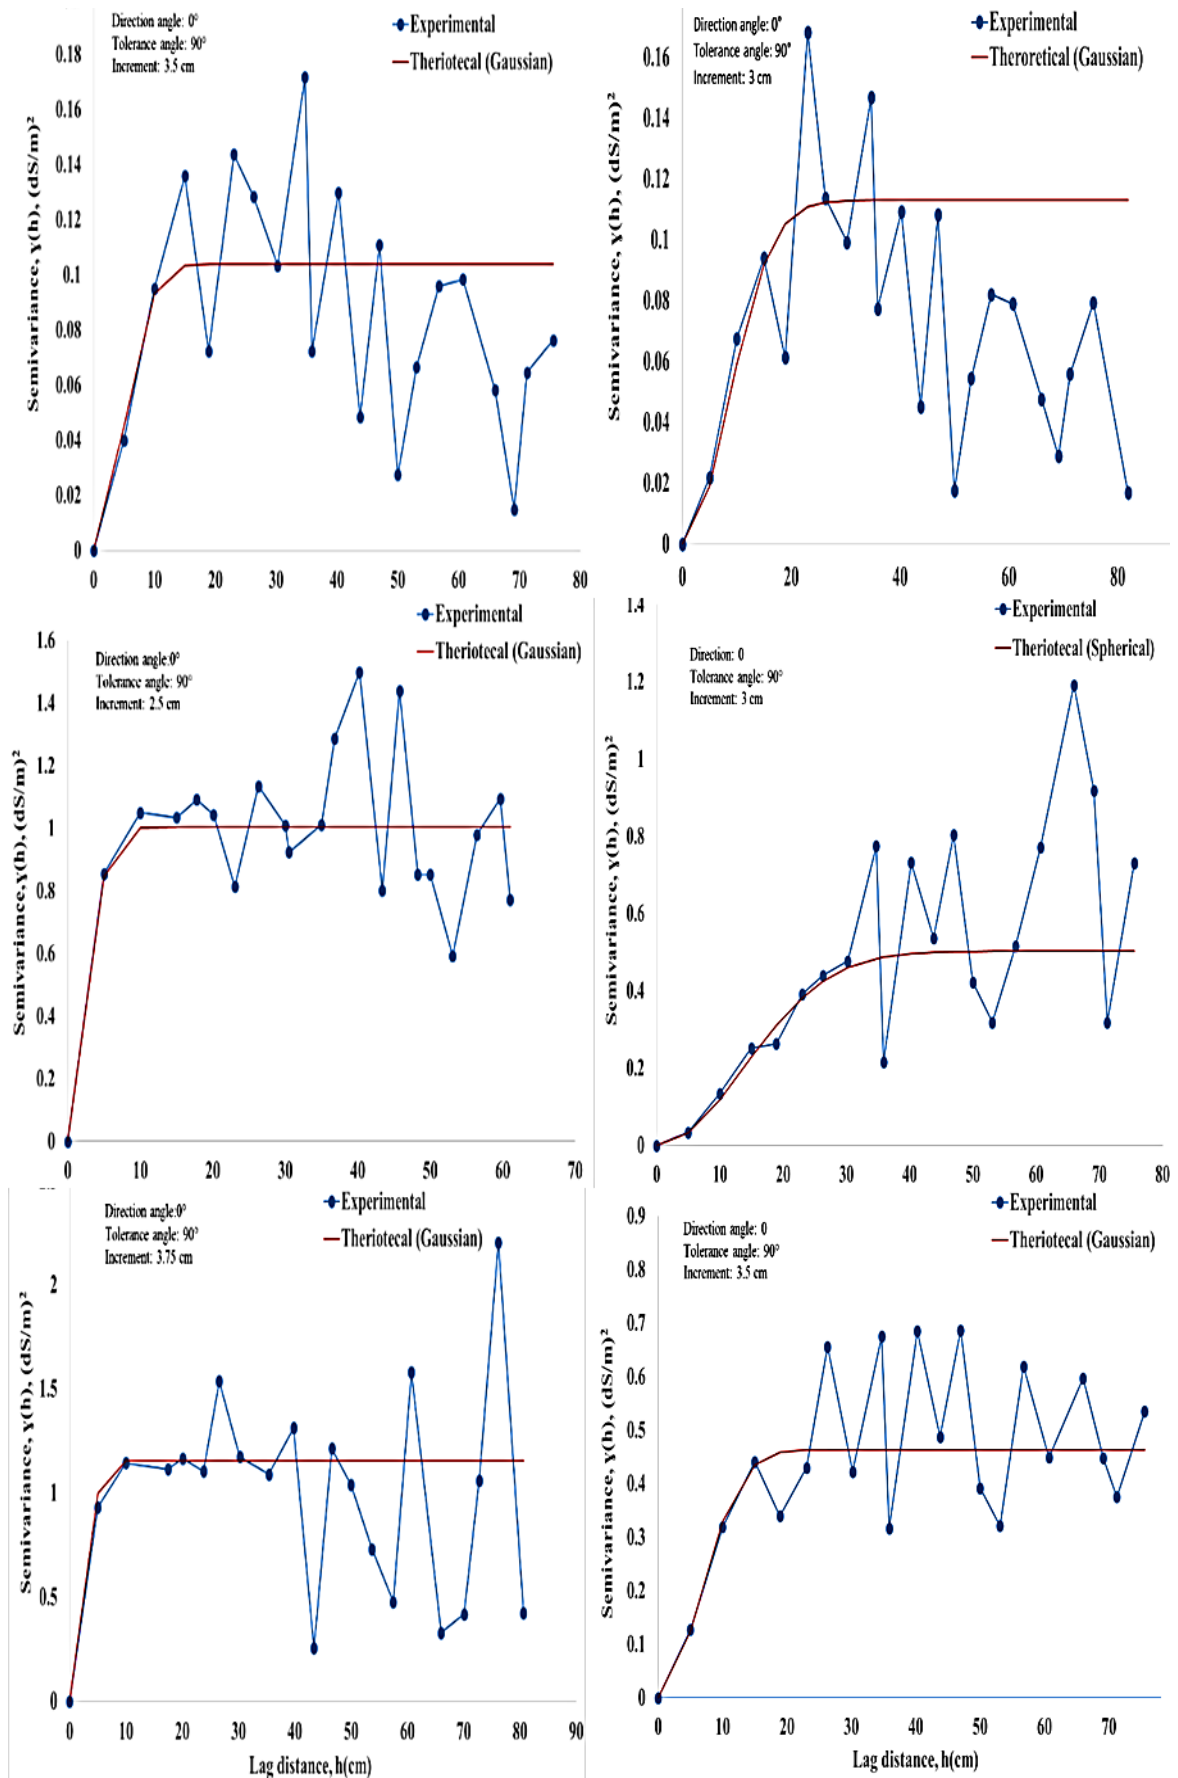 Direction angle: 0°
Tolerance angle: 90°
Increment: 3.5 cm
Experimental
Theriotecal (Gaussian)
Semivariance, γ(h), (dS/m)²
0.18
0.16
0.14
0.12
0.1
0.08
0.06
0.04
0.02
0
0 10 20 30 40 50 60 70 80
Direction angle: 0°
Tolerance angle: 90°
Increment: 3 cm
Experimental
Theroretical (Gaussian)
Semivariance, γ(h), (dS/m)²
0.16
0.14
0.12
0.1
0.08
0.06
0.04
0.02
0
0 20 40 60 80
Direction angle:0°
Tolerance angle: 90°
Increment: 2.5 cm
Experimental
Theriotecal (Gaussian)
Semivariance,γ(h), (dS/m)²
1.6
1.4
1.2
1
0.8
0.6
0.4
0.2
0
0 10 20 30 40 50 60 70
Direction: 0
Tolerance angle: 90°
Increment: 3 cm
Experimental
Theriotecal (Spherical)
Semivariance, γ(h), (dS/m)²
1.4
1.2
1
0.8
0.6
0.4
0.2
0
0 10 20 30 40 50 60 70 80
Direction angle:0°
Tolerance angle: 90°
Increment: 3.75 cm
Experimental
Theriotecal (Gaussian)
Semivariance, γ(h), (dS/m)²
2
1.5
1
0.5
0
0 10 20 30 40 50 60 70 80 90
Lag distance, h(cm)
Direction angle: 0
Tolerance angle: 90°
Increment: 3.5 cm
Experimental
Theriotecal (Gaussian)
Semivariance, γ(h), (dS/m)²
0.9
0.8
0.7
0.6
0.5
0.4
0.3
0.2
0.1
0
0 10 20 30 40 50 60 70
Lag distance, h(cm)